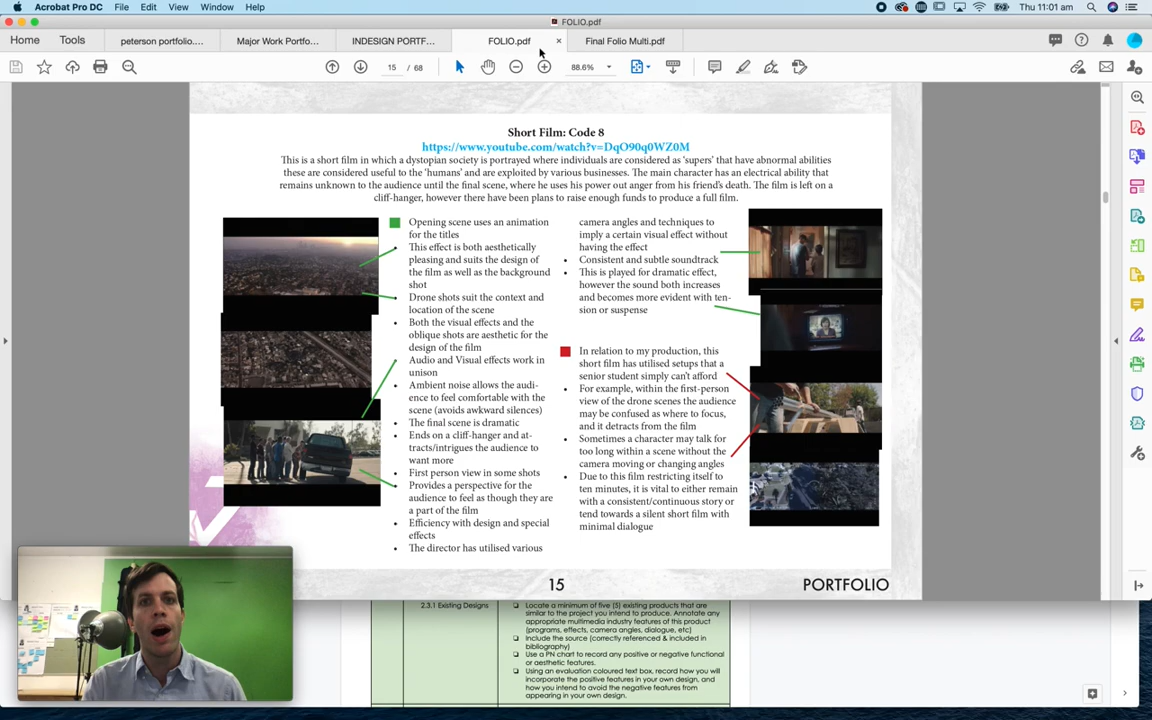 Acrobat Pro DC File Edit View Window Help
Thu 11:01 am
FOLIO.pdf
Home Tools peterson portfolio.... Major Work Portfo... INDESIGN PORTF... FOLIO.pdf × Final Folio Multi.pdf
15 / 68 88.6%
Short Film: Code 8
https://www.youtube.com/watch?v=DqO90q0WZ0M
This is a short film in which a dystopian society is portrayed where individuals are considered as 'supers' that have abnormal abilities
these are considered useful to the 'humans' and are exploited by various businesses. The main character has an electrical ability that
remains unknown to the audience until the final scene, where he uses his power out anger from his friend's death. The film is left on a
cliff-hanger, however there have been plans to raise enough funds to produce a full film.
Opening scene uses an animation
for the titles
• This effect is both aesthetically
pleasing and suits the design of
the film as well as the background
shot
• Drone shots suit the context and
location of the scene
• Both the visual effects and the
oblique shots are aesthetic for the
design of the film
• Audio and Visual effects work in
unison
• Ambient noise allows the audi-
ence to feel comfortable with the
scene (avoids awkward silences)
• The final scene is dramatic
• Ends on a cliff-hanger and at-
tracts/intrigues the audience to
want more
• First person view in some shots
• Provides a perspective for the
audience to feel as though they are
a part of the film
• Efficiency with design and special
effects
• The director has utilised various
camera angles and techniques to
imply a certain visual effect without
having the effect
• Consistent and subtle soundtrack
• This is played for dramatic effect,
however the sound both increases
and becomes more evident with ten-
sion or suspense
In relation to my production, this
short film has utilised setups that a
senior student simply can't afford
• For example, within the first-person
view of the drone scenes the audience
may be confused as where to focus,
and it detracts from the film
• Sometimes a character may talk for
too long within a scene without the
camera moving or changing angles
• Due to this film restricting itself to
ten minutes, it is vital to either remain
with a consistent/continuous story or
tend towards a silent short film with
minimal dialogue
15
PORTFOLIO
2.3.1 Existing Designs
❏ Locate a minimum of five (5) existing products that are
similar to the project you intend to produce. Annotate any
appropriate multimedia industry features of this product
(programs, effects, camera angles, dialogue, etc)
❏ Include the source (correctly referenced & included in
bibliography)
❏ Use a PN chart to record any positive or negative functional
or aesthetic features.
❏ Using an evaluation coloured text box, record how you will
incorporate the positive features in your own design, and
how you intend to avoid the negative features from
appearing in your own design.